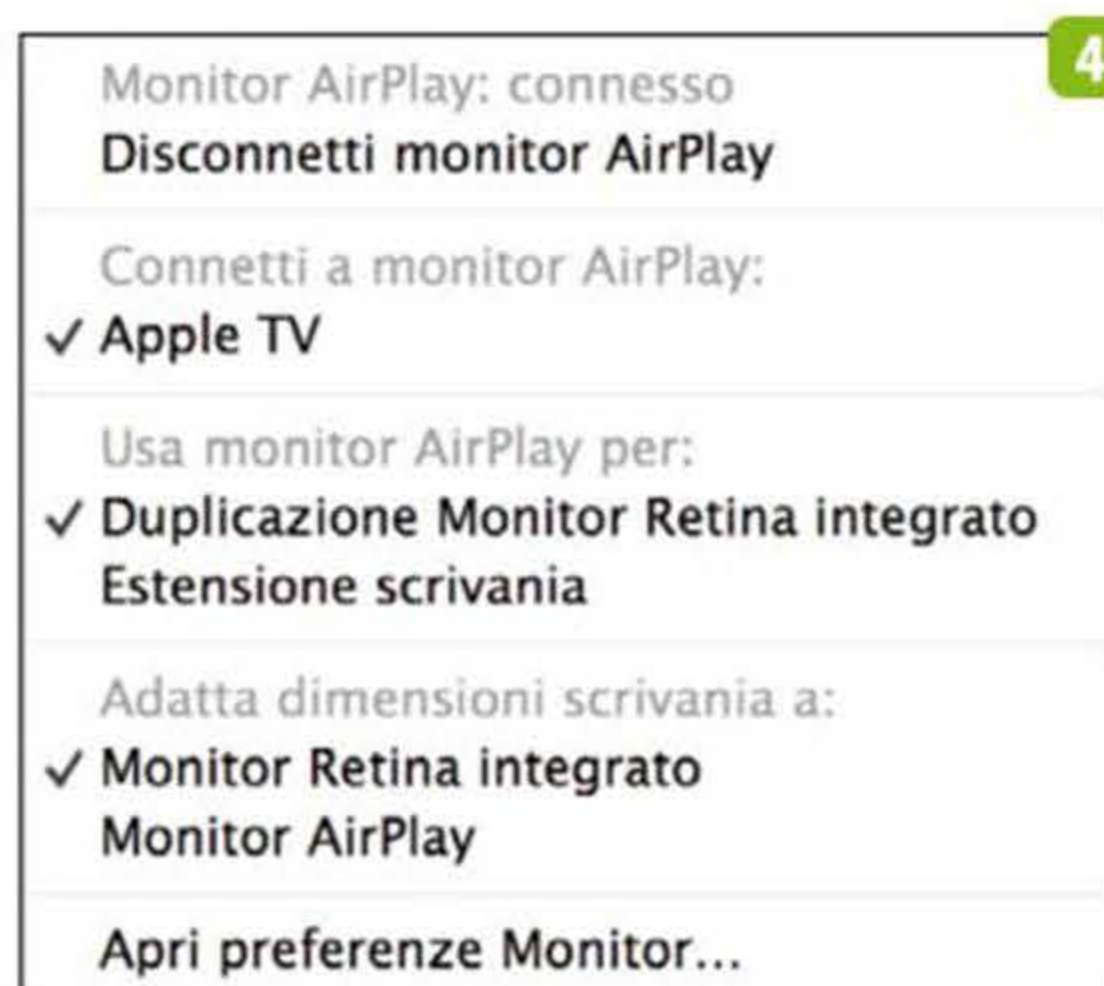 4
Monitor AirPlay: connesso
Disconnetti monitor AirPlay
Connetti a monitor AirPlay:
✓ Apple TV
Usa monitor AirPlay per:
✓ Duplicazione Monitor Retina integrato
Estensione scrivania
Adatta dimensioni scrivania a:
✓ Monitor Retina integrato
Monitor AirPlay
Apri preferenze Monitor...